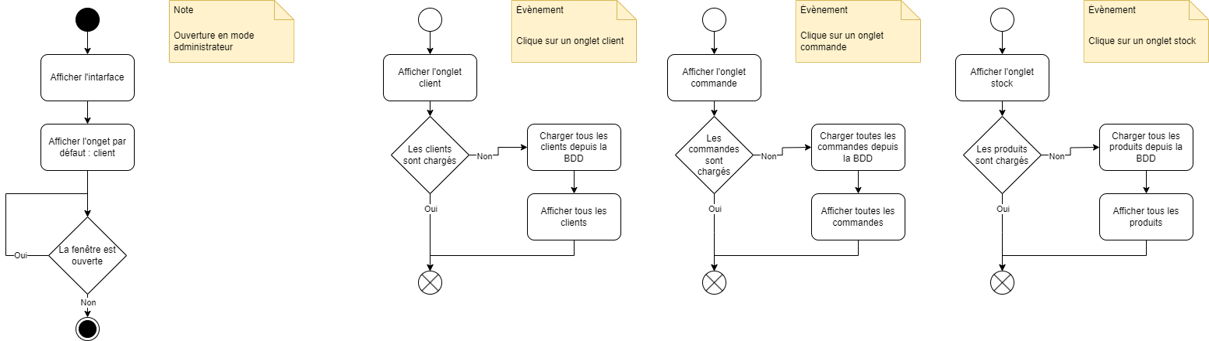 Note
Ouverture en mode
administrateur
Afficher l'intarface
Afficher l'onget par
défaut : client
La fenêtre est
ouverte
Oui
Non
Évènement
Clique sur un onglet client
Afficher l'onglet
client
Les clients
sont chargés
Non
Charger tous les
clients depuis la
BDD
Oui
Afficher tous les
clients
Évènement
Clique sur un onglet
commande
Afficher l'onglet
commande
Les
commandes
sont
chargés
Non
Charger toutes les
commandes depuis
la BDD
Oui
Afficher toutes les
commandes
Évènement
Clique sur un onglet stock
Afficher l'onglet
stock
Les produits
sont chargés
Non
Charger tous les
produits depuis la
BDD
Oui
Afficher tous les
produits